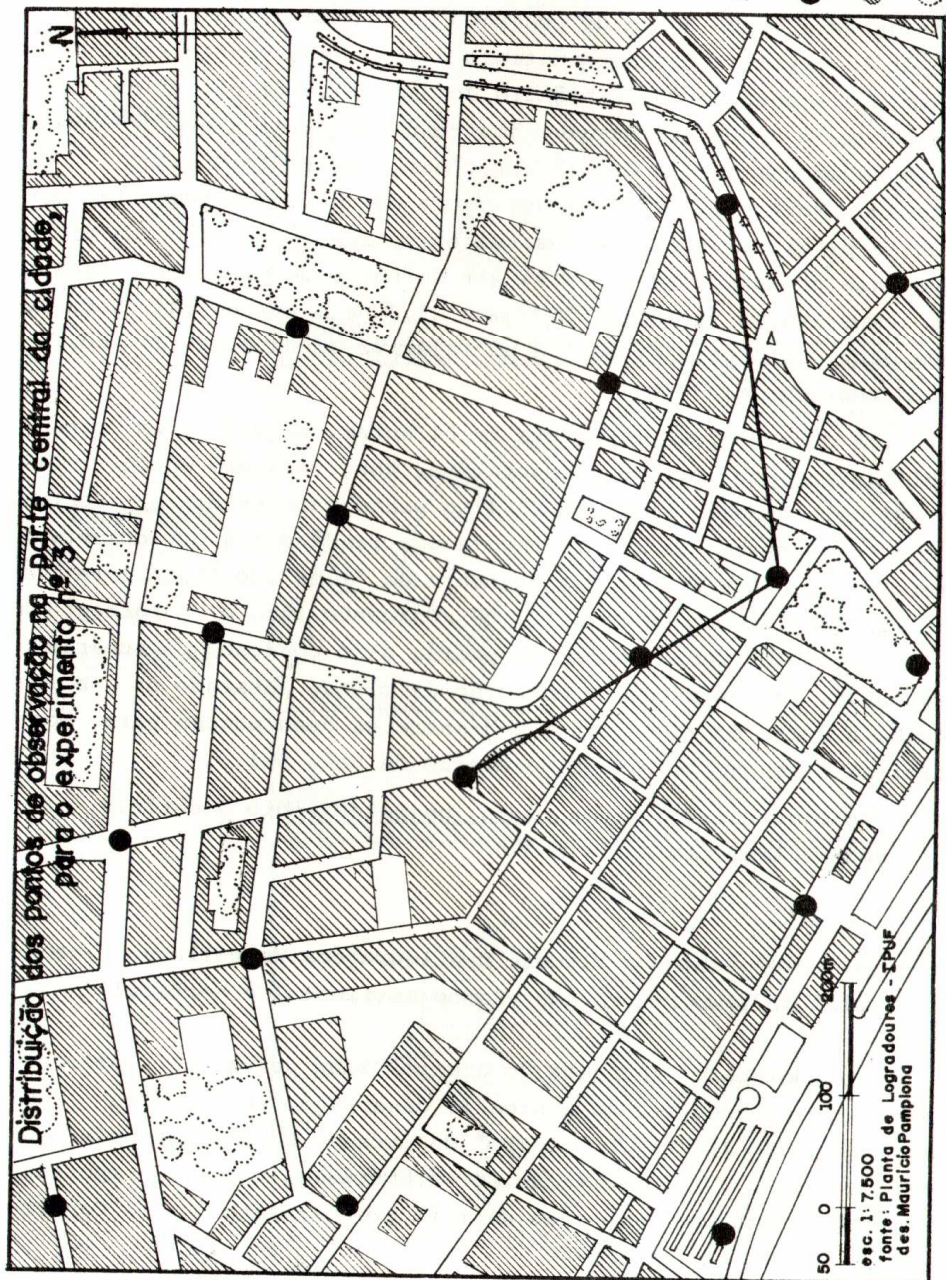 Distribuição dos pontos de observação na parte central da cidade,
para o experimento nº 3
N
50 0 100 200m
esc. 1: 7.500
fonte: Planta de Logradoures - IPUF
des. Maurício Pamplona